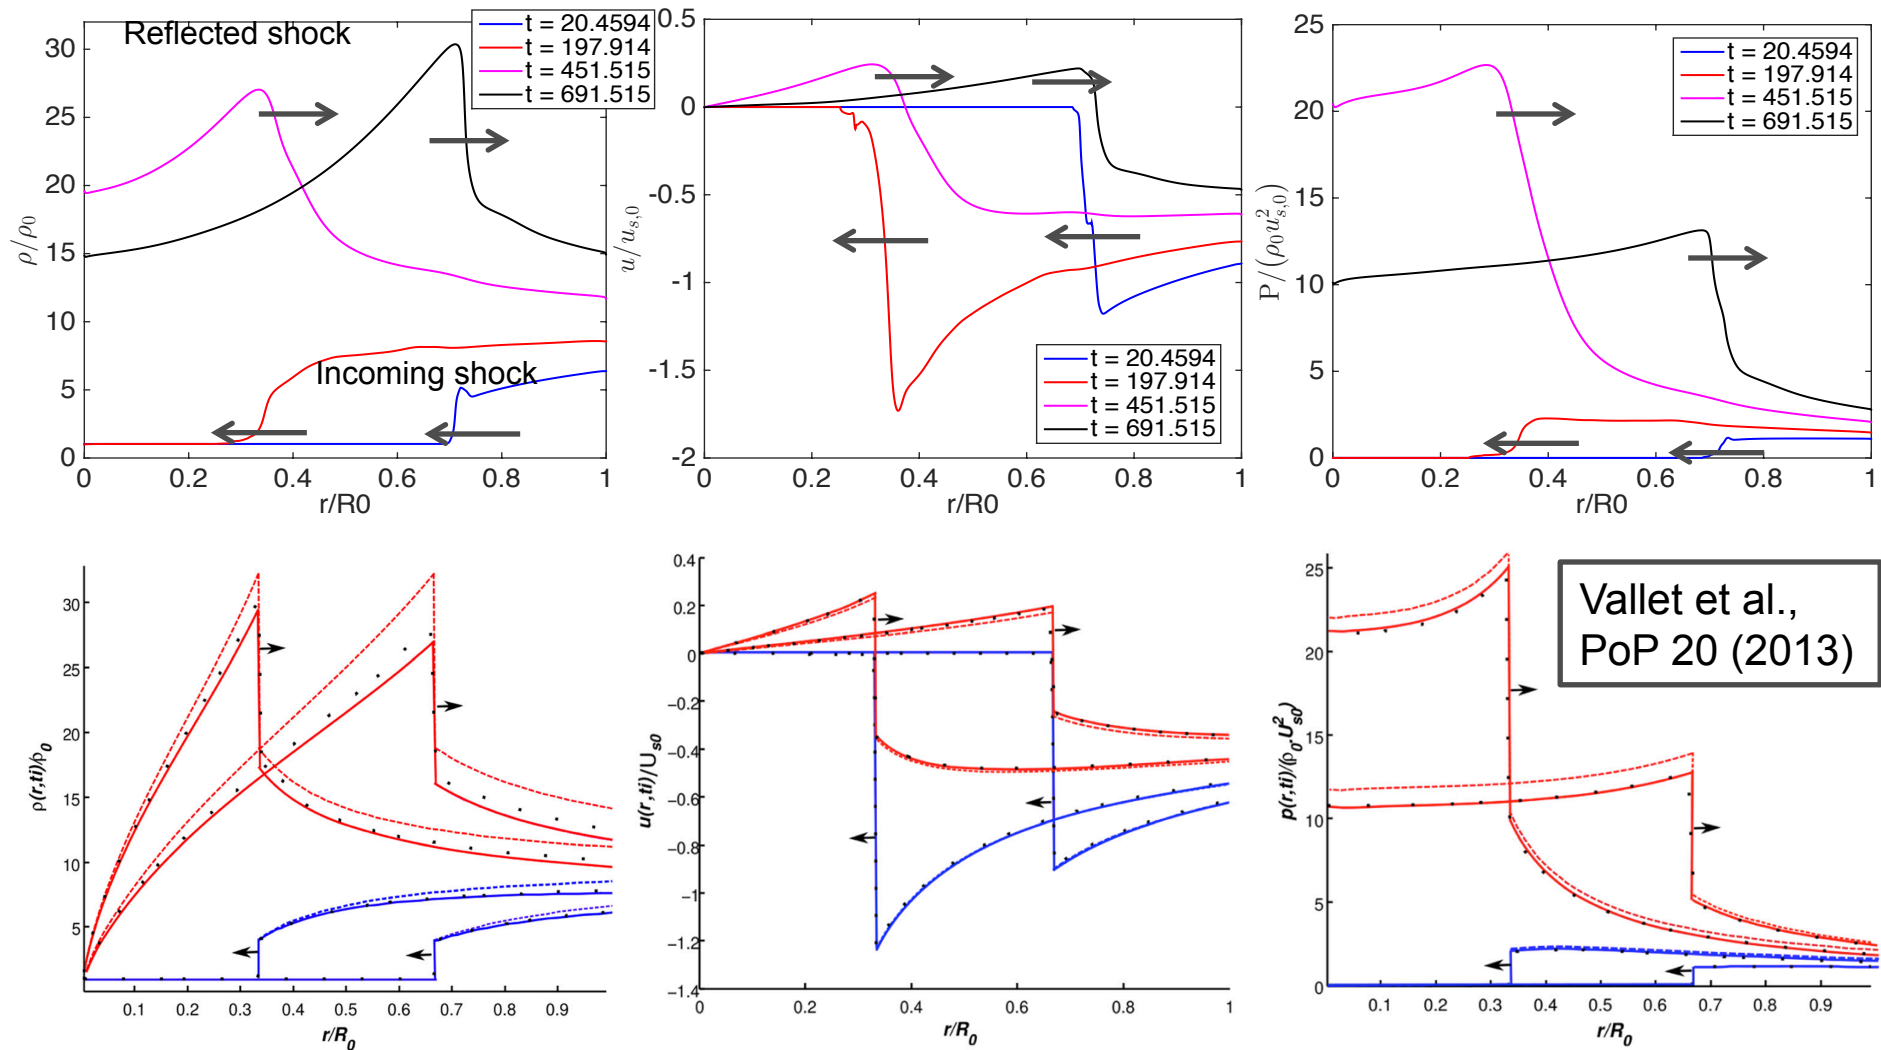 Reflected shock
t = 20.4594
t = 197.914
t = 451.515
t = 691.515
Incoming shock
30
25
20
15
10
5
0
ρ/ρ0
0 0.2 0.4 0.6 0.8 1
r/R0
0.5
0
-0.5
-1
-1.5
-2
u/u_{s,0}
t = 20.4594
t = 197.914
t = 451.515
t = 691.515
0 0.2 0.4 0.6 0.8 1
r/R0
25
20
15
10
5
0
P/(ρ0u²_{s,0})
t = 20.4594
t = 197.914
t = 451.515
t = 691.515
0 0.2 0.4 0.6 0.8 1
r/R0
30
25
20
15
10
5
ρ(r,ti)/ρ0
0.1 0.2 0.3 0.4 0.5 0.6 0.7 0.8 0.9
r/R0
0.4
0.2
0
−0.2
−0.4
−0.6
−0.8
−1
−1.2
−1.4
u(r,ti)/U_{s0}
0 0.2 0.4 0.6 0.8 1
r/R0
25
20
15
10
5
0
p(r,ti)/(ρ0.U²_{s0})
0.1 0.2 0.3 0.4 0.5 0.6 0.7 0.8 0.9
r/R0
Vallet et al.,
PoP 20 (2013)